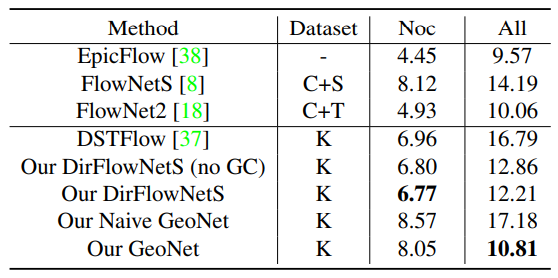 Method Dataset Noc All
EpicFlow [38] - 4.45 9.57
FlowNetS [8] C+S 8.12 14.19
FlowNet2 [18] C+T 4.93 10.06
DSTFlow [37] K 6.96 16.79
Our DirFlowNetS (no GC) K 6.80 12.86
Our DirFlowNetS K 6.77 12.21
Our Naive GeoNet K 8.57 17.18
Our GeoNet K 8.05 10.81